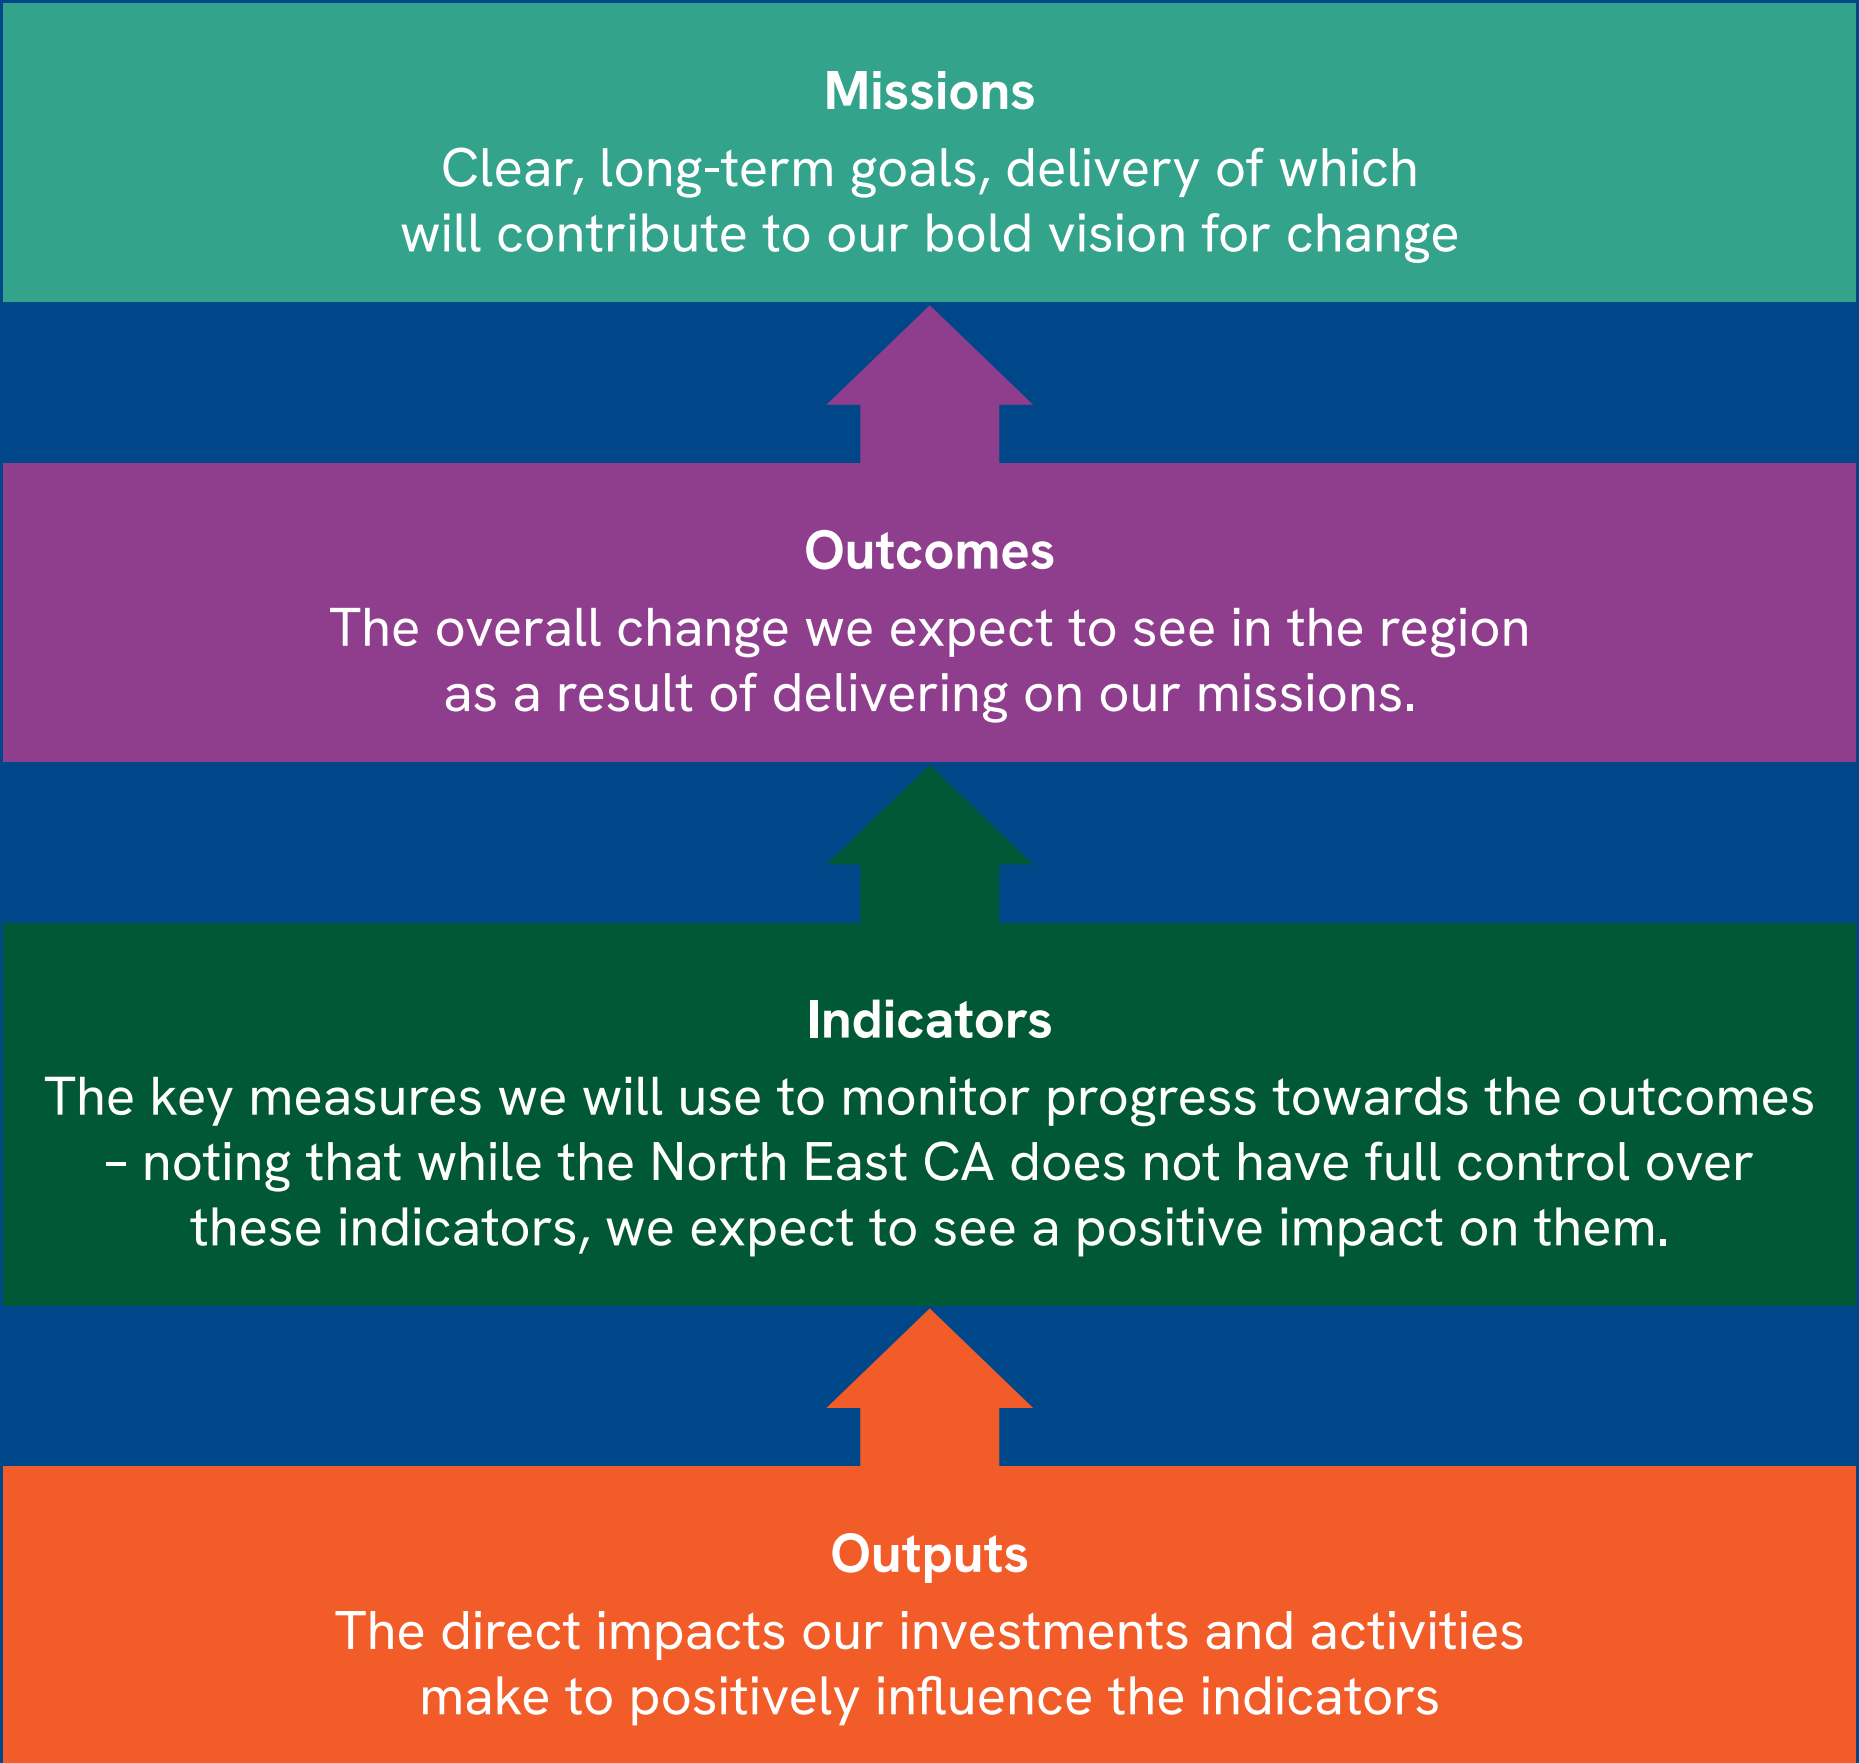 Missions
Clear, long-term goals, delivery of which
will contribute to our bold vision for change
Outcomes
The overall change we expect to see in the region
as a result of delivering on our missions.
Indicators
The key measures we will use to monitor progress towards the outcomes
– noting that while the North East CA does not have full control over
these indicators, we expect to see a positive impact on them.
Outputs
The direct impacts our investments and activities
make to positively influence the indicators